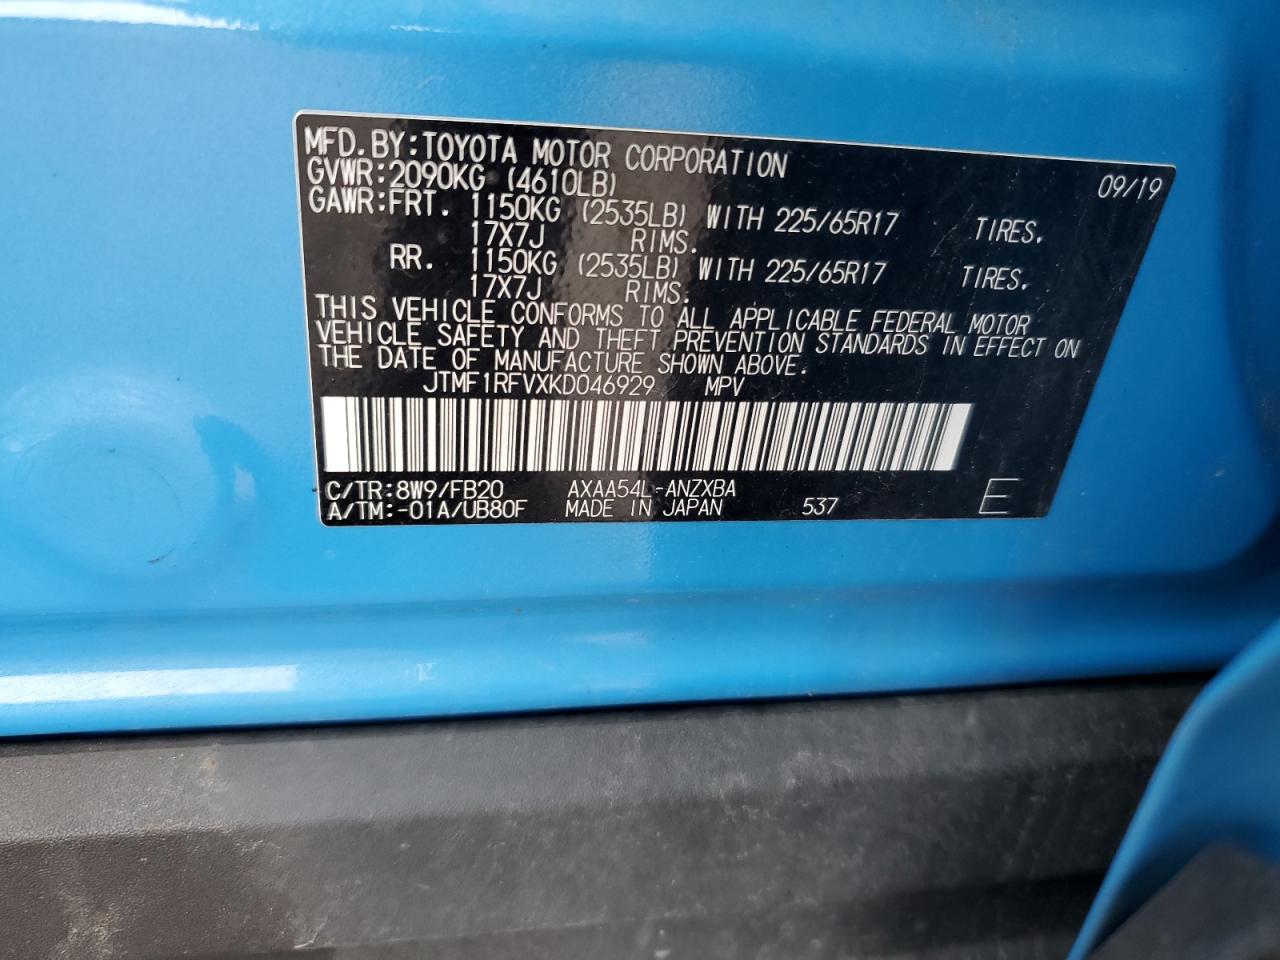 MFD.BY:TOYOTA MOTOR CORPORATION 09/19
GVWR:2090KG (4610LB)
GAWR:FRT. 1150KG (2535LB) WITH 225/65R17 TIRES.
17X7J RIMS.
RR. 1150KG (2535LB) WITH 225/65R17 TIRES.
17X7J RIMS.
THIS VEHICLE CONFORMS TO ALL APPLICABLE FEDERAL MOTOR
VEHICLE SAFETY AND THEFT PREVENTION STANDARDS IN EFFECT ON
THE DATE OF MANUFACTURE SHOWN ABOVE.
JTMF1RFVXKD046929 MPV
C/TR:8W9/FB20 AXAA54L-ANZXBA
A/TM:-01A/UB80F MADE IN JAPAN 537 E